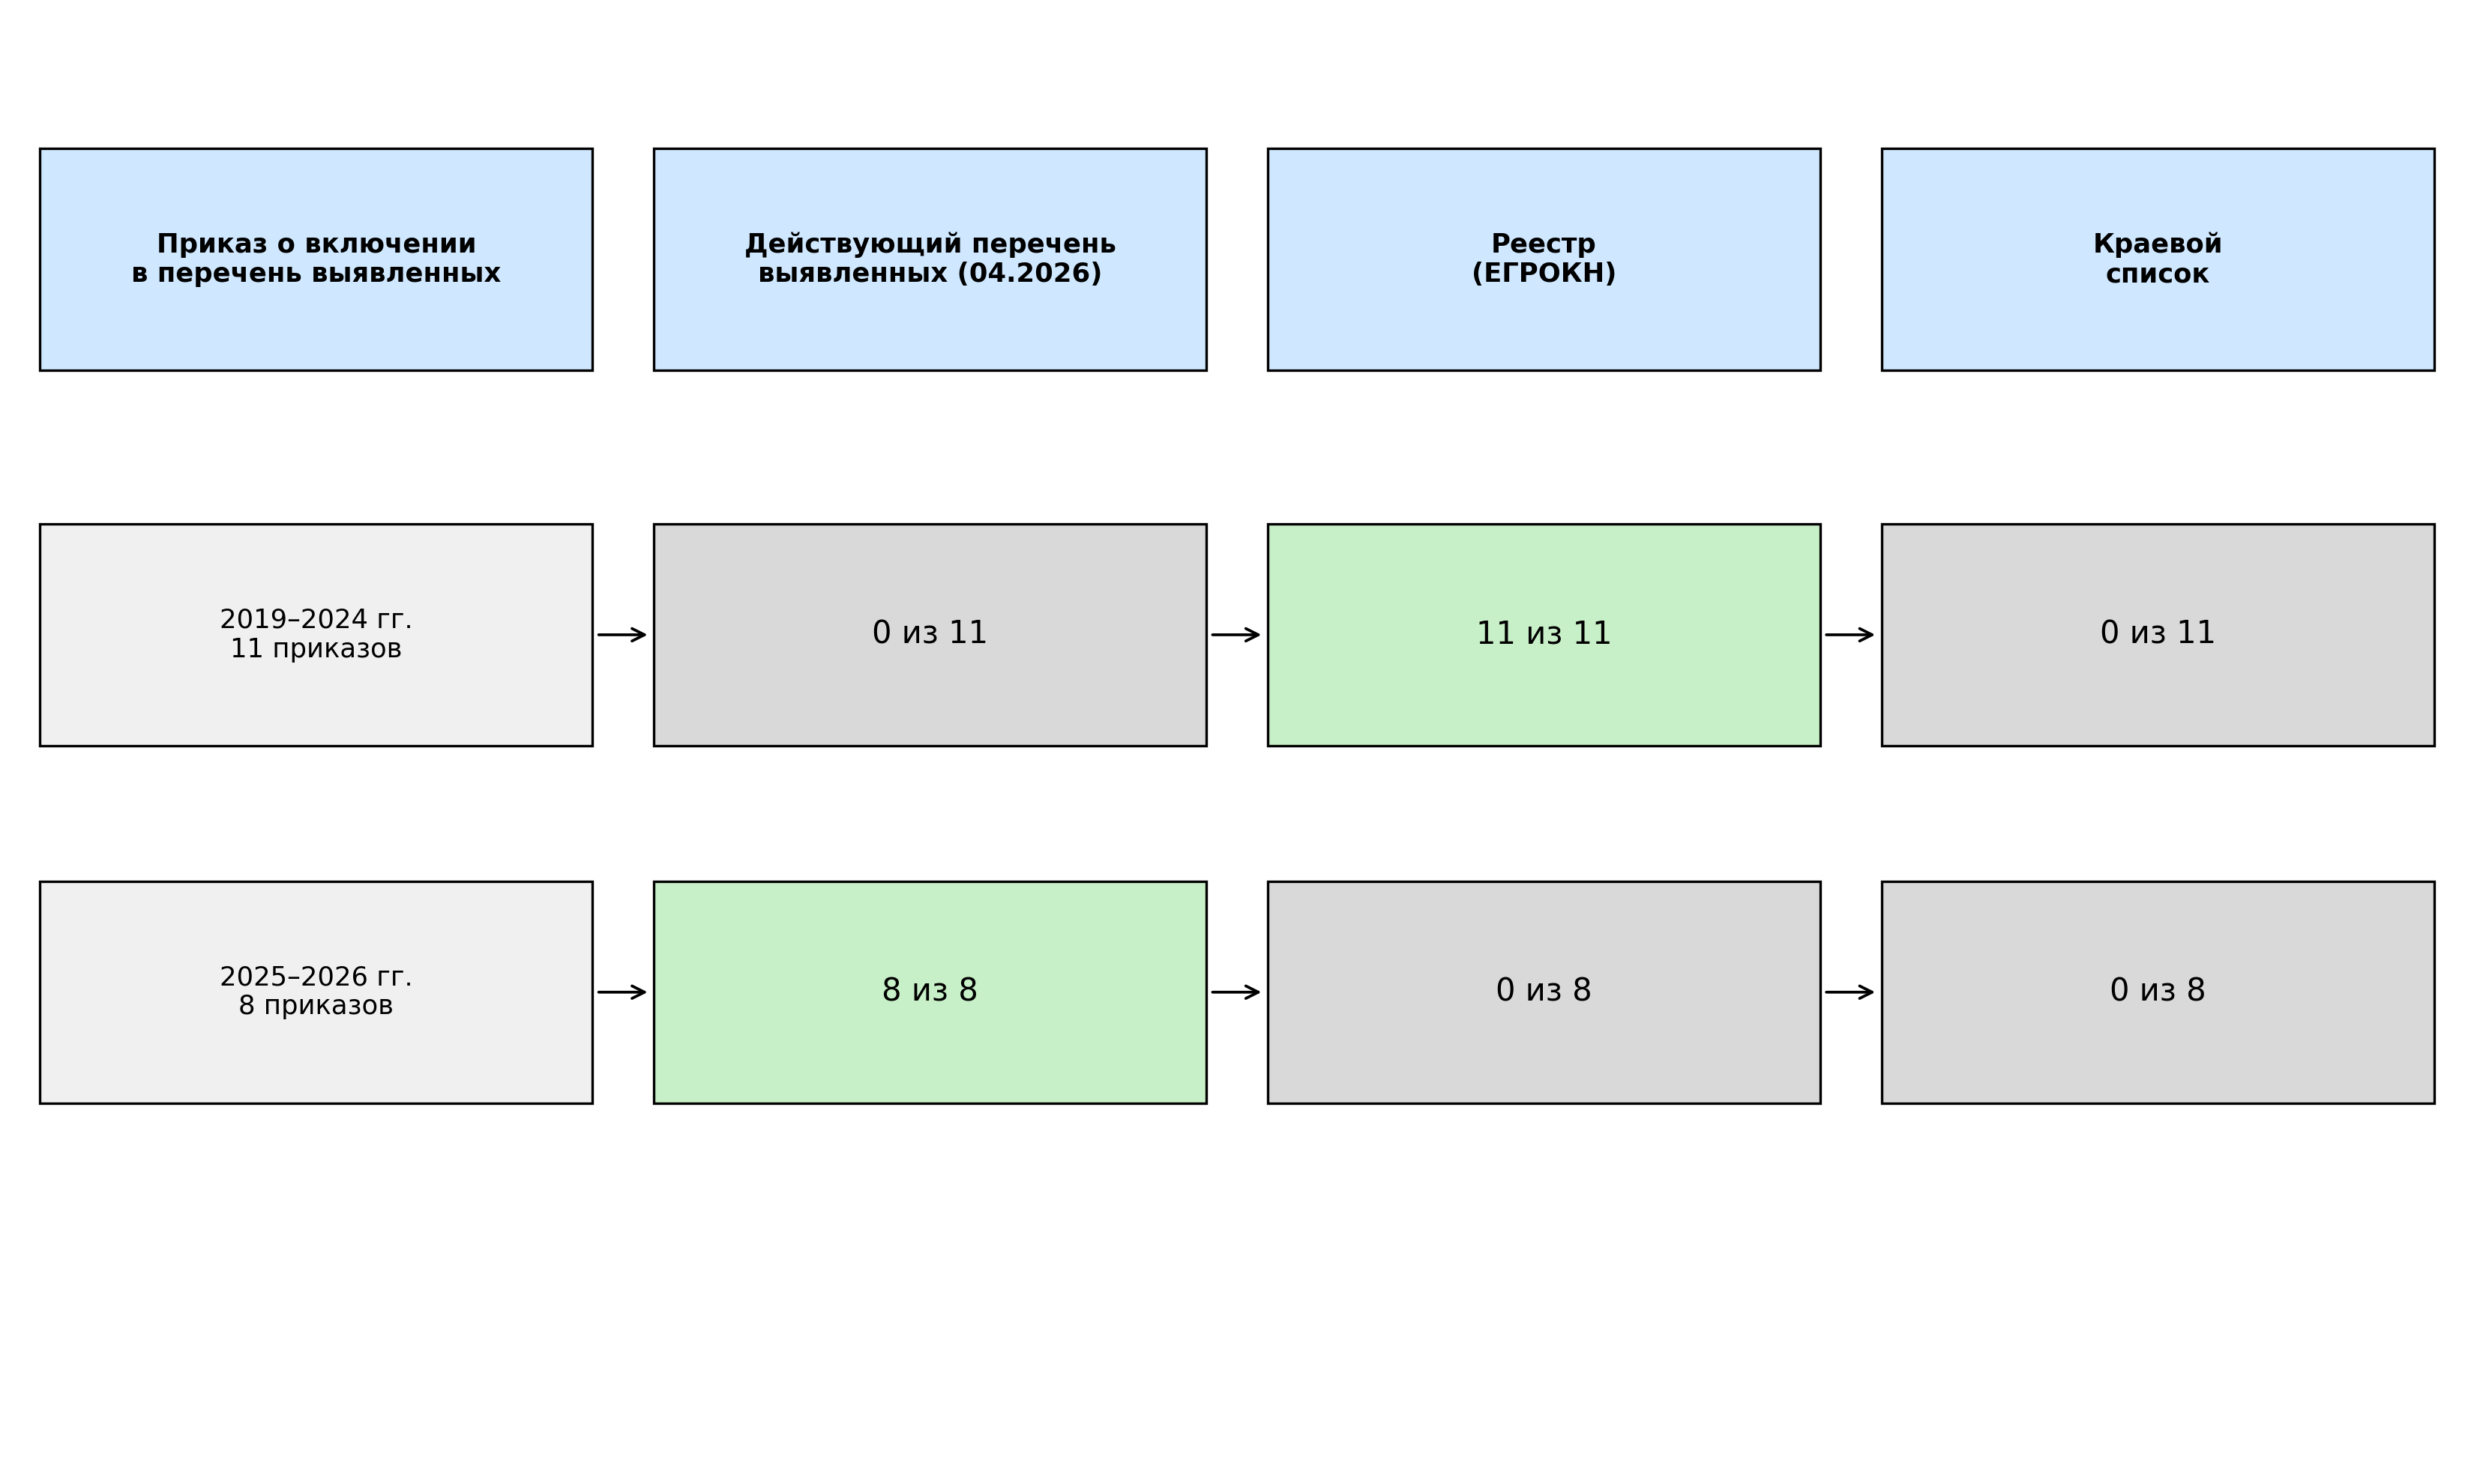 Приказ о включении
в перечень выявленных
Действующий перечень
выявленных (04.2026)
Реестр
(ЕГРОКН)
Краевой
список
2019–2024 гг.
11 приказов
0 из 11
11 из 11
0 из 11
2025–2026 гг.
8 приказов
8 из 8
0 из 8
0 из 8